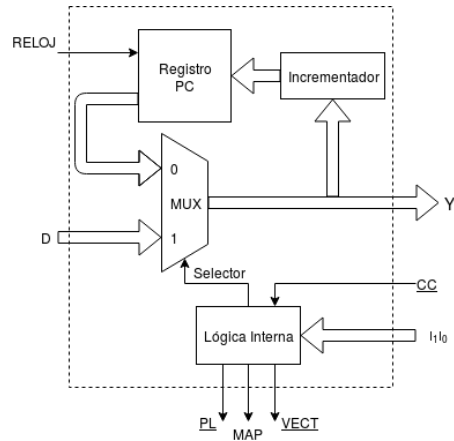 RELOJ
Registro
PC
Incrementador
0
MUX
Y
D
1
Selector
CC
Lógica Interna
I₁I₀
PL
MAP
VECT